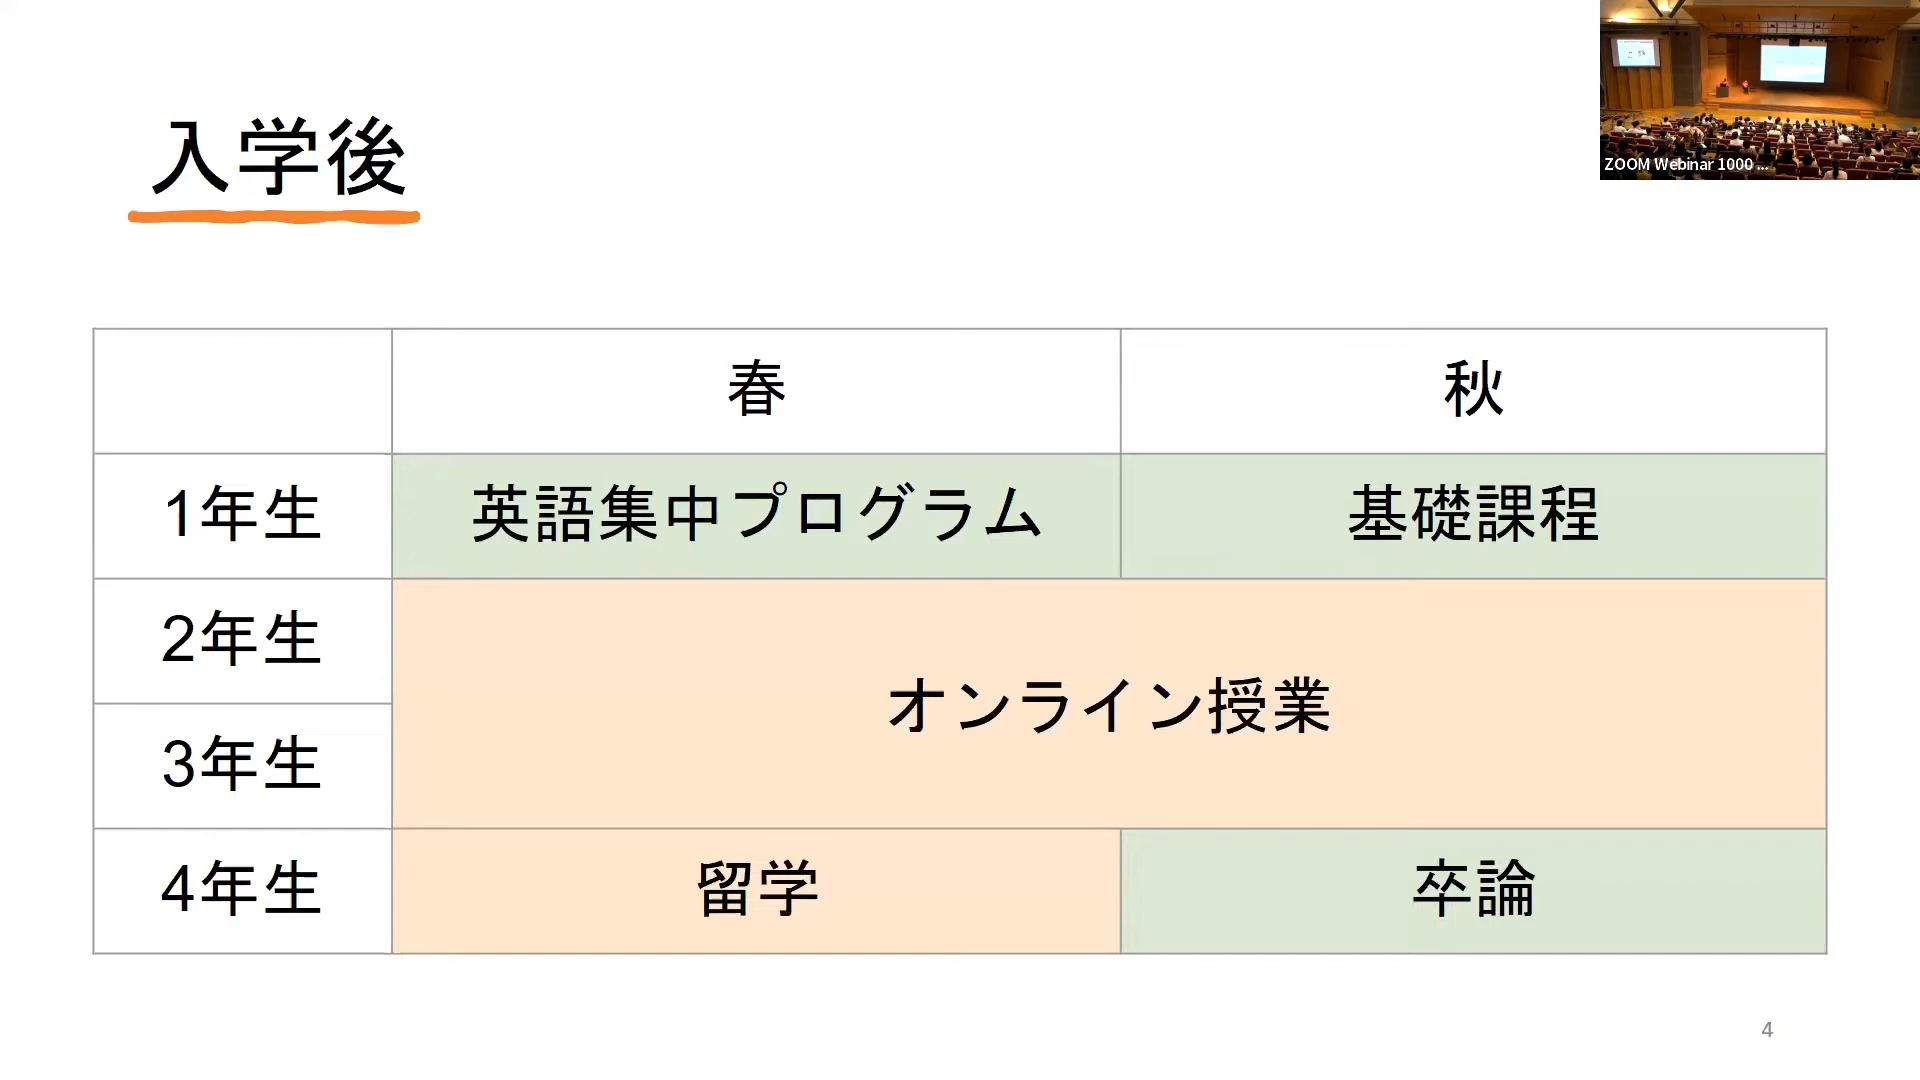 入学後
ZOOM Webinar 1000 ...
春 秋
1年生 英語集中プログラム 基礎課程
2年生
オンライン授業
3年生
4年生 留学 卒論
4